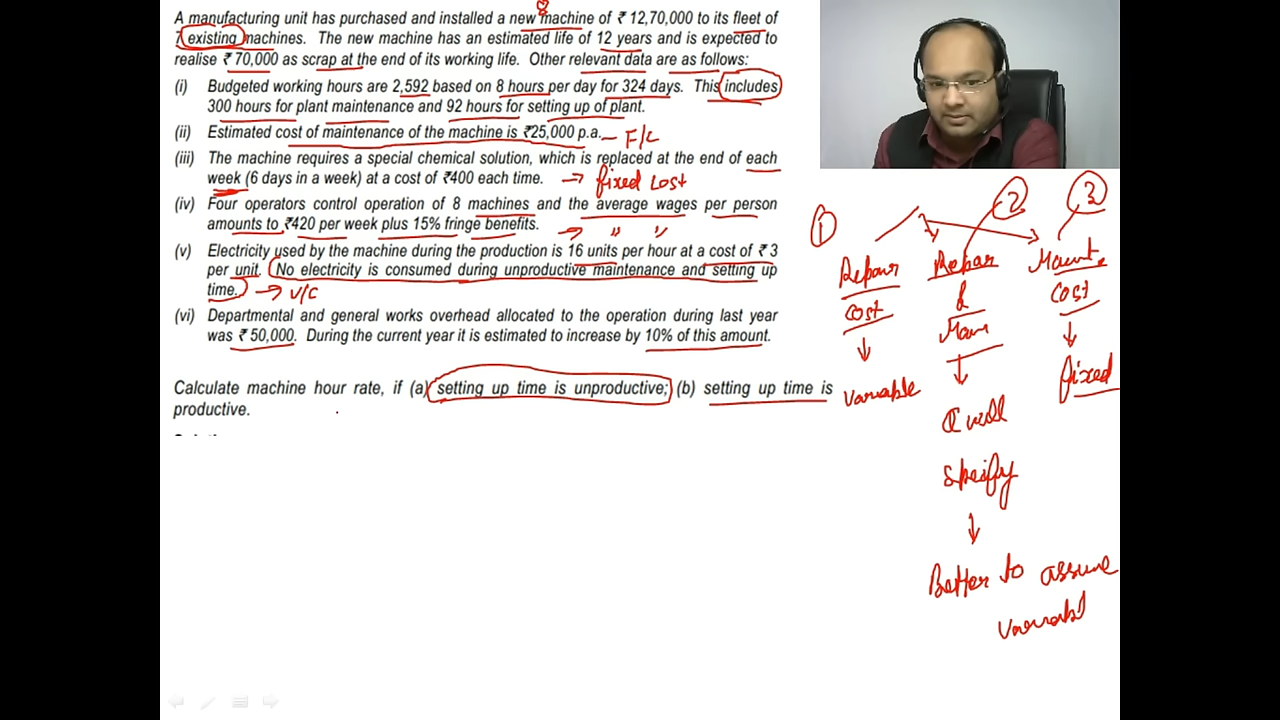 8
A manufacturing unit has purchased and installed a new machine of ₹ 12,70,000 to its fleet of
7 existing machines. The new machine has an estimated life of 12 years and is expected to
realise ₹ 70,000 as scrap at the end of its working life. Other relevant data are as follows:
(i) Budgeted working hours are 2,592 based on 8 hours per day for 324 days. This includes
300 hours for plant maintenance and 92 hours for setting up of plant.
(ii) Estimated cost of maintenance of the machine is ₹25,000 p.a. – F/C
(iii) The machine requires a special chemical solution, which is replaced at the end of each
week (6 days in a week) at a cost of ₹400 each time. → fixed cost
(iv) Four operators control operation of 8 machines and the average wages per person
amounts to ₹420 per week plus 15% fringe benefits. → " "
(v) Electricity used by the machine during the production is 16 units per hour at a cost of ₹ 3
per unit. No electricity is consumed during unproductive maintenance and setting up
time. → V/C
(vi) Departmental and general works overhead allocated to the operation during last year
was ₹ 50,000. During the current year it is estimated to increase by 10% of this amount.
Calculate machine hour rate, if (a) setting up time is unproductive; (b) setting up time is
productive.
1
Repair
cost
↓
variable
2
Repair
&
↓
specify
↓
Better to assume
3
Maint.
cost
↓
fixed